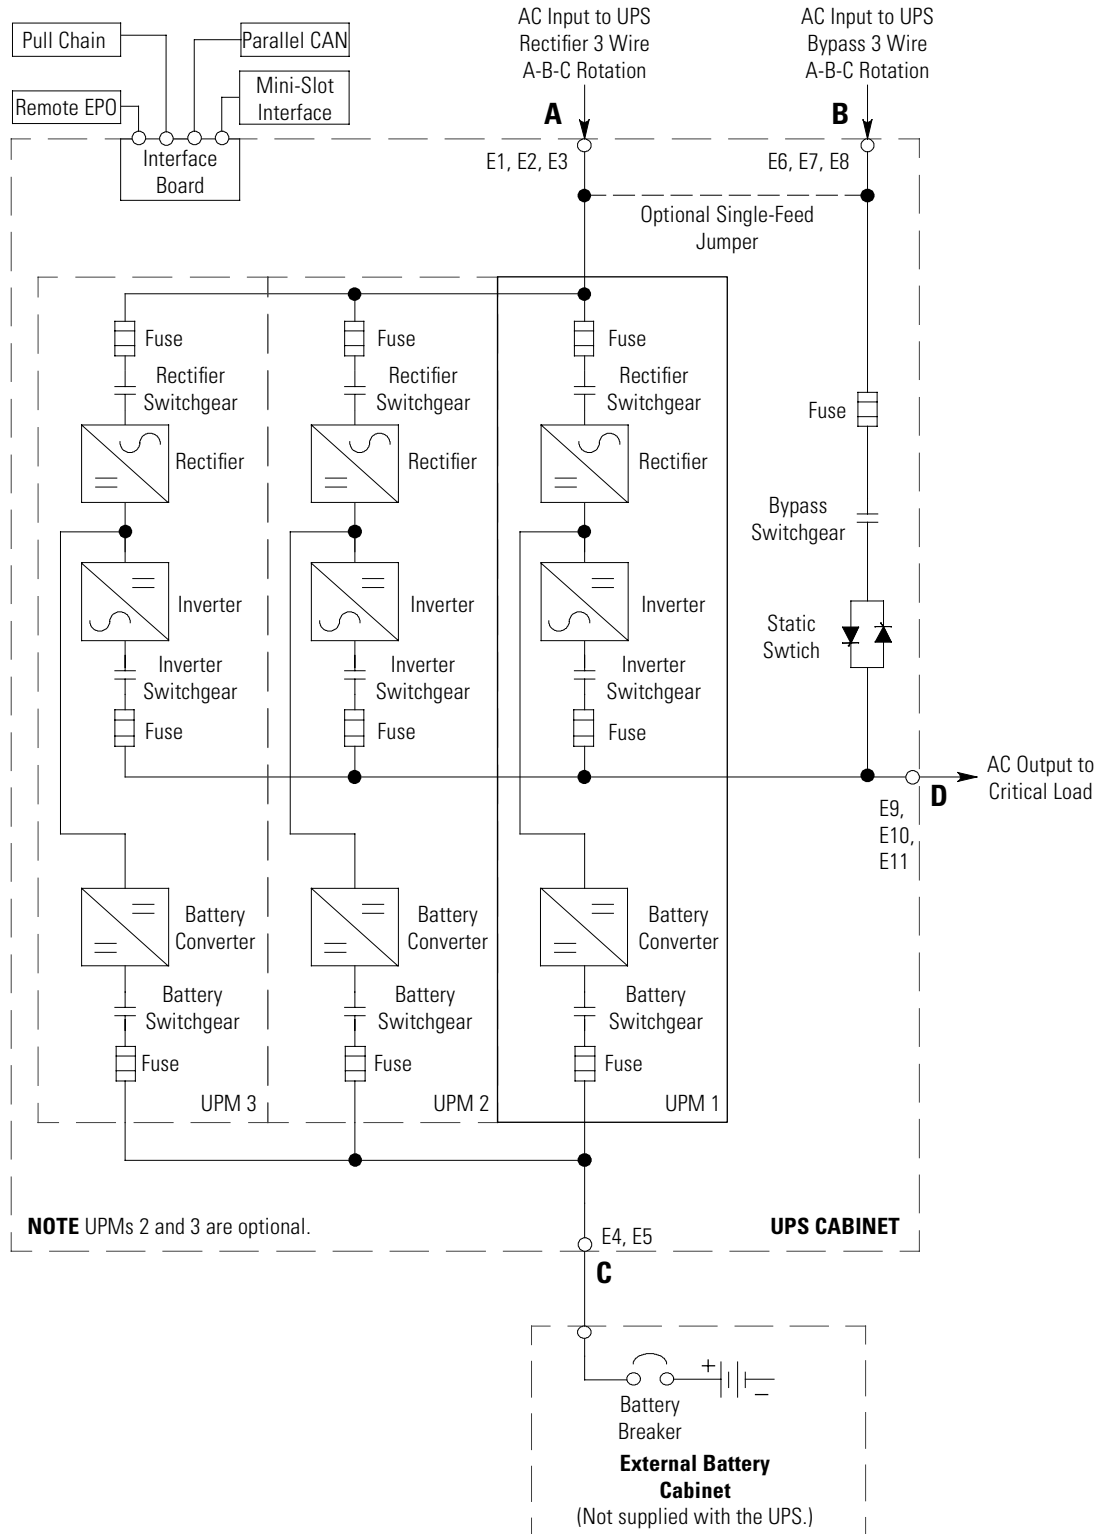 AC Input to UPS
Rectifier 3 Wire
A-B-C Rotation
AC Input to UPS
Bypass 3 Wire
A-B-C Rotation
Pull Chain
Parallel CAN
Remote EPO
Mini-Slot
Interface
A
B
Interface
Board
E1, E2, E3
E6, E7, E8
Optional Single-Feed
Jumper
Fuse
Fuse
Fuse
Rectifier
Switchgear
Rectifier
Switchgear
Rectifier
Switchgear
Fuse
Rectifier
Rectifier
Rectifier
Bypass
Switchgear
Inverter
Inverter
Inverter
Static
Swtich
Inverter
Switchgear
Inverter
Switchgear
Inverter
Switchgear
Fuse
Fuse
Fuse
AC Output to
Critical Load
D
E9,
E10,
E11
Battery
Converter
Battery
Converter
Battery
Converter
Battery
Switchgear
Battery
Switchgear
Battery
Switchgear
Fuse
Fuse
Fuse
UPM 3
UPM 2
UPM 1
NOTE UPMs 2 and 3 are optional.
UPS CABINET
E4, E5
C
+
–
Battery
Breaker
External Battery
Cabinet
(Not supplied with the UPS.)